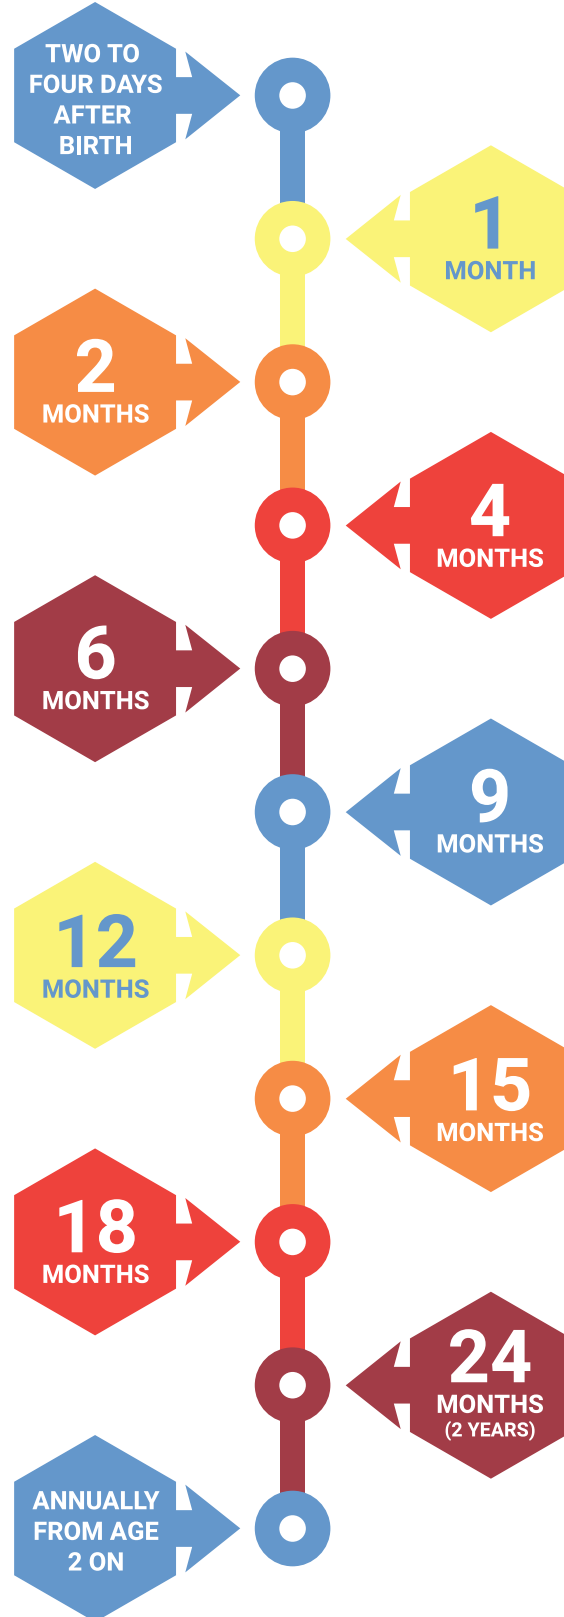 TWO TO
FOUR DAYS
AFTER
BIRTH
1
MONTH
2
MONTHS
4
MONTHS
6
MONTHS
9
MONTHS
12
MONTHS
15
MONTHS
18
MONTHS
24
MONTHS
(2 YEARS)
ANNUALLY
FROM AGE
2 ON